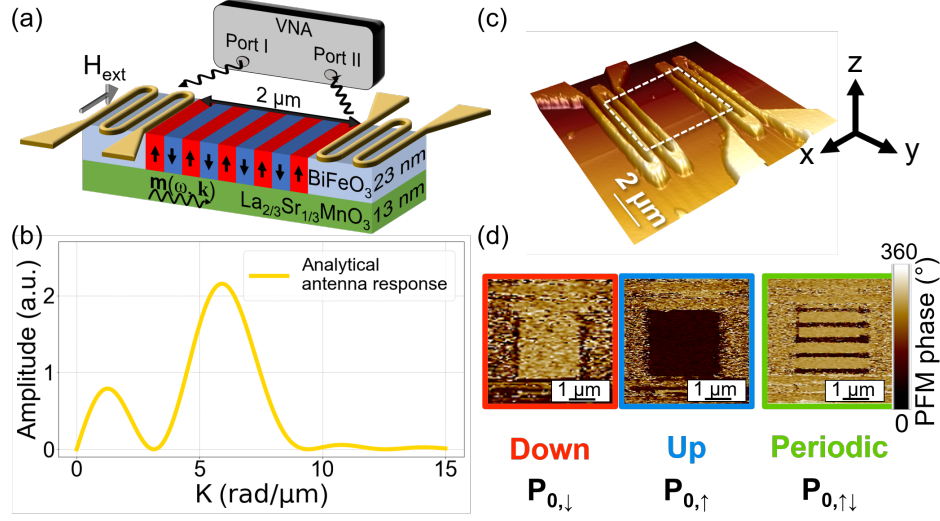 (a)
VNA
Port I
Port II
H_ext
2 μm
BiFeO₃
23 nm
m(ω, k)
La₂/₃Sr₁/₃MnO₃
13 nm
(b)
Amplitude (a.u.)
2
1
0
Analytical
antenna response
0
5
10
15
K (rad/μm)
(c)
2 μm
z
x
y
(d)
1 μm
1 μm
1 μm
360
0
PFM phase (°)
Down
Up
Periodic
P₀,↓
P₀,↑
P₀,↑↓